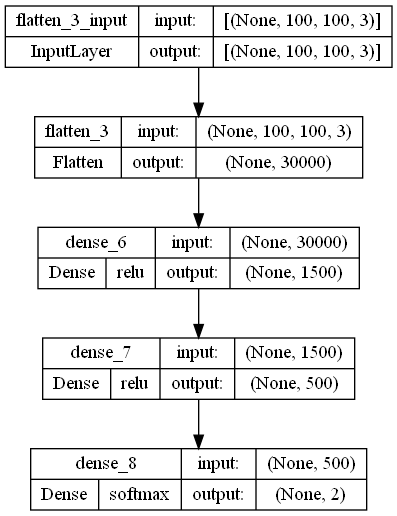 flatten_3_input input: [(None, 100, 100, 3)]
InputLayer output: [(None, 100, 100, 3)]
flatten_3 input: (None, 100, 100, 3)
Flatten output: (None, 30000)
dense_6 input: (None, 30000)
Dense relu output: (None, 1500)
dense_7 input: (None, 1500)
Dense relu output: (None, 500)
dense_8 input: (None, 500)
Dense softmax output: (None, 2)